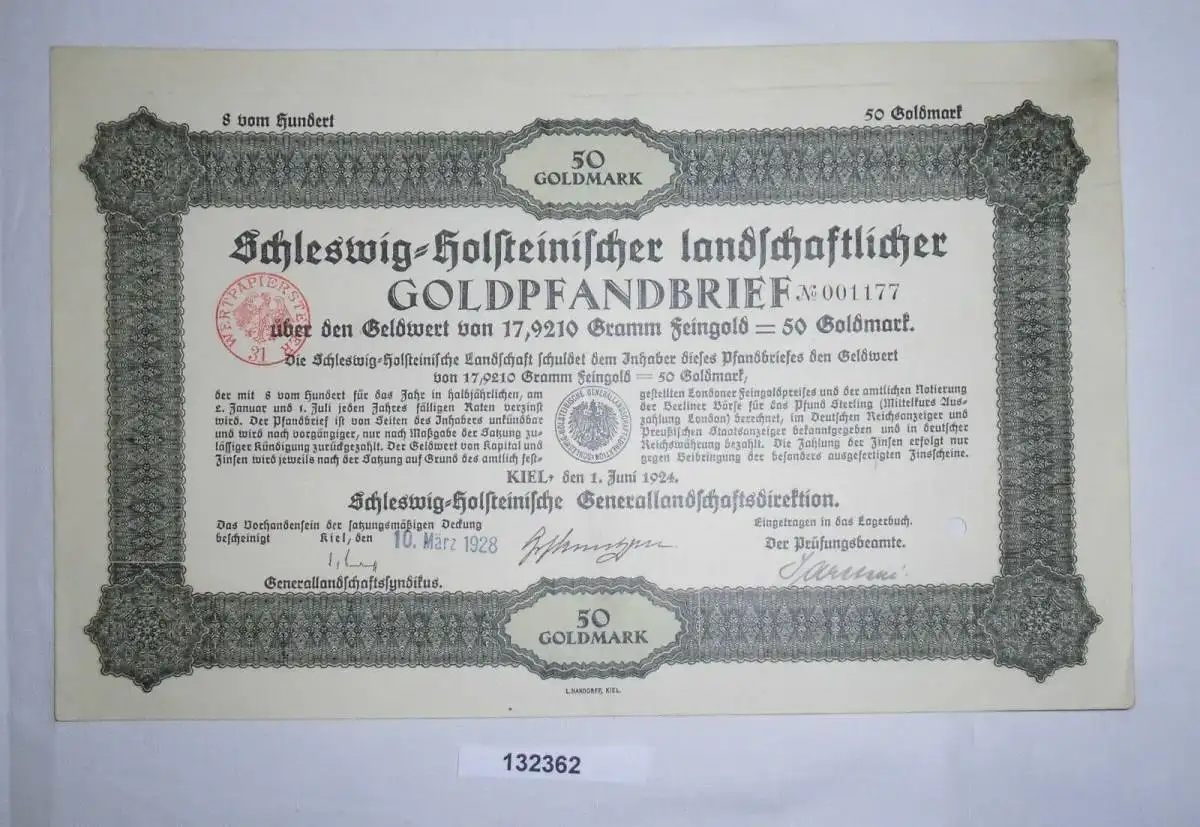 8 vom Hundert
50 Goldmark
50
GOLDMARK
Schleswig-Holsteinischer landschaftlicher
GOLDPFANDBRIEF № 001177
über den Geldwert von 17,9210 Gramm Feingold = 50 Goldmark.
WERTPAPIERSTEUER
31
Die Schleswig-Holsteinische Landschaft schuldet dem Inhaber dieses Pfandbriefes den Geldwert
von 17,9210 Gramm Feingold = 50 Goldmark,
der mit 8 vom Hundert für das Jahr in halbjährlichen, am
2. Januar und 1. Juli jeden Jahres fälligen Raten verzinst
wird. Der Pfandbrief ist von Seiten des Inhabers unkündbar
und wird nach vorgängiger, nur nach Maßgabe der Satzung zu-
lässiger Kündigung zurückgezahlt. Der Geldwert von Kapital und
Zinsen wird jeweils nach der Satzung auf Grund des amtlich fest-
gestellten Londoner Feingoldpreises und der amtlichen Notierung
der Berliner Börse für das Pfund Sterling (Mittelkurs Aus-
zahlung London) berechnet, im Deutschen Reichsanzeiger und
Preußischen Staatsanzeiger bekanntgegeben und in deutscher
Reichswährung bezahlt. Die Zahlung der Zinsen erfolgt nur
gegen Beibringung der besonders ausgefertigten Zinsscheine.
KIEL, den 1. Juni 1924.
Schleswig-Holsteinische Generallandschaftsdirektion.
Das Vorhandensein der satzungsmäßigen Deckung
bescheinigt Kiel, den 10. März 1928
Generallandschaftssyndikus.
Eingetragen in das Lagerbuch.
Der Prüfungsbeamte.
50
GOLDMARK
L. HANDORFF, KIEL.
132362